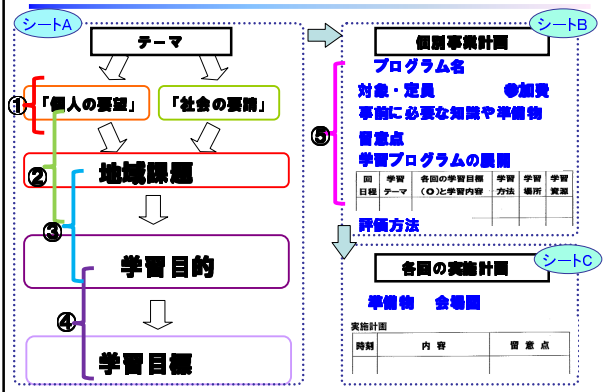 シートA
テーマ
①
「個人の要望」
「社会の要請」
②
地域課題
③
学習目的
④
学習目標
シートB
個別事業計画
⑤
プログラム名
対象・定員 参加費
事前に必要な知識や準備物
留意点
学習プログラムの展開
回 学習 各回の学習目標 学習 学習 学習
日程 テーマ (○)と学習内容 方法 場所 資源
評価方法
シートC
各回の実施計画
準備物 会場図
実施計画
時刻 内容 留意点